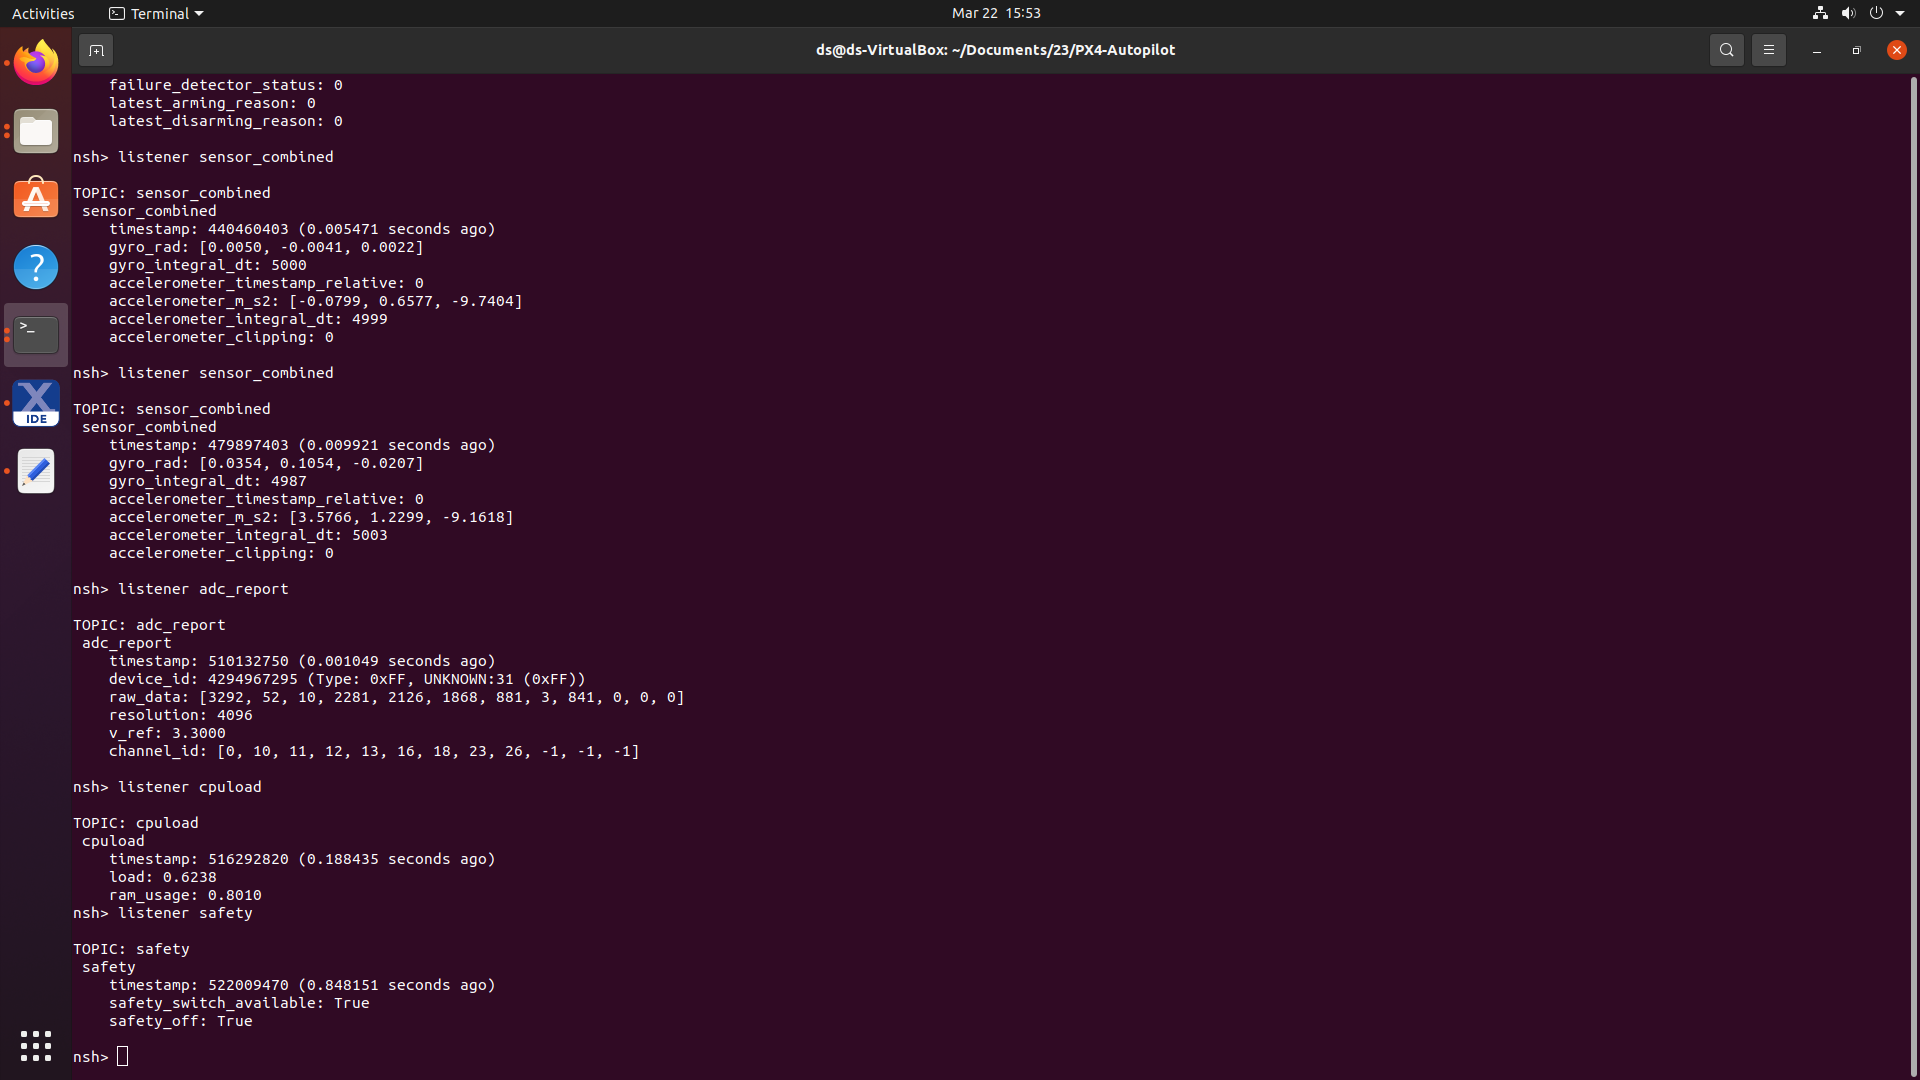 Activities
Terminal
Mar 22 15:53
ds@ds-VirtualBox: ~/Documents/23/PX4-Autopilot
failure_detector_status: 0
latest_arming_reason: 0
latest_disarming_reason: 0
nsh> listener sensor_combined
TOPIC: sensor_combined
sensor_combined
timestamp: 440460403 (0.005471 seconds ago)
gyro_rad: [0.0050, -0.0041, 0.0022]
gyro_integral_dt: 5000
accelerometer_timestamp_relative: 0
accelerometer_m_s2: [-0.0799, 0.6577, -9.7404]
accelerometer_integral_dt: 4999
accelerometer_clipping: 0
nsh> listener sensor_combined
TOPIC: sensor_combined
sensor_combined
timestamp: 479897403 (0.009921 seconds ago)
gyro_rad: [0.0354, 0.1054, -0.0207]
gyro_integral_dt: 4987
accelerometer_timestamp_relative: 0
accelerometer_m_s2: [3.5766, 1.2299, -9.1618]
accelerometer_integral_dt: 5003
accelerometer_clipping: 0
nsh> listener adc_report
TOPIC: adc_report
adc_report
timestamp: 510132750 (0.001049 seconds ago)
device_id: 4294967295 (Type: 0xFF, UNKNOWN:31 (0xFF))
raw_data: [3292, 52, 10, 2281, 2126, 1868, 881, 3, 841, 0, 0, 0]
resolution: 4096
v_ref: 3.3000
channel_id: [0, 10, 11, 12, 13, 16, 18, 23, 26, -1, -1, -1]
nsh> listener cpuload
TOPIC: cpuload
cpuload
timestamp: 516292820 (0.188435 seconds ago)
load: 0.6238
ram_usage: 0.8010
nsh> listener safety
TOPIC: safety
safety
timestamp: 522009470 (0.848151 seconds ago)
safety_switch_available: True
safety_off: True
nsh>
>_
X
IDE